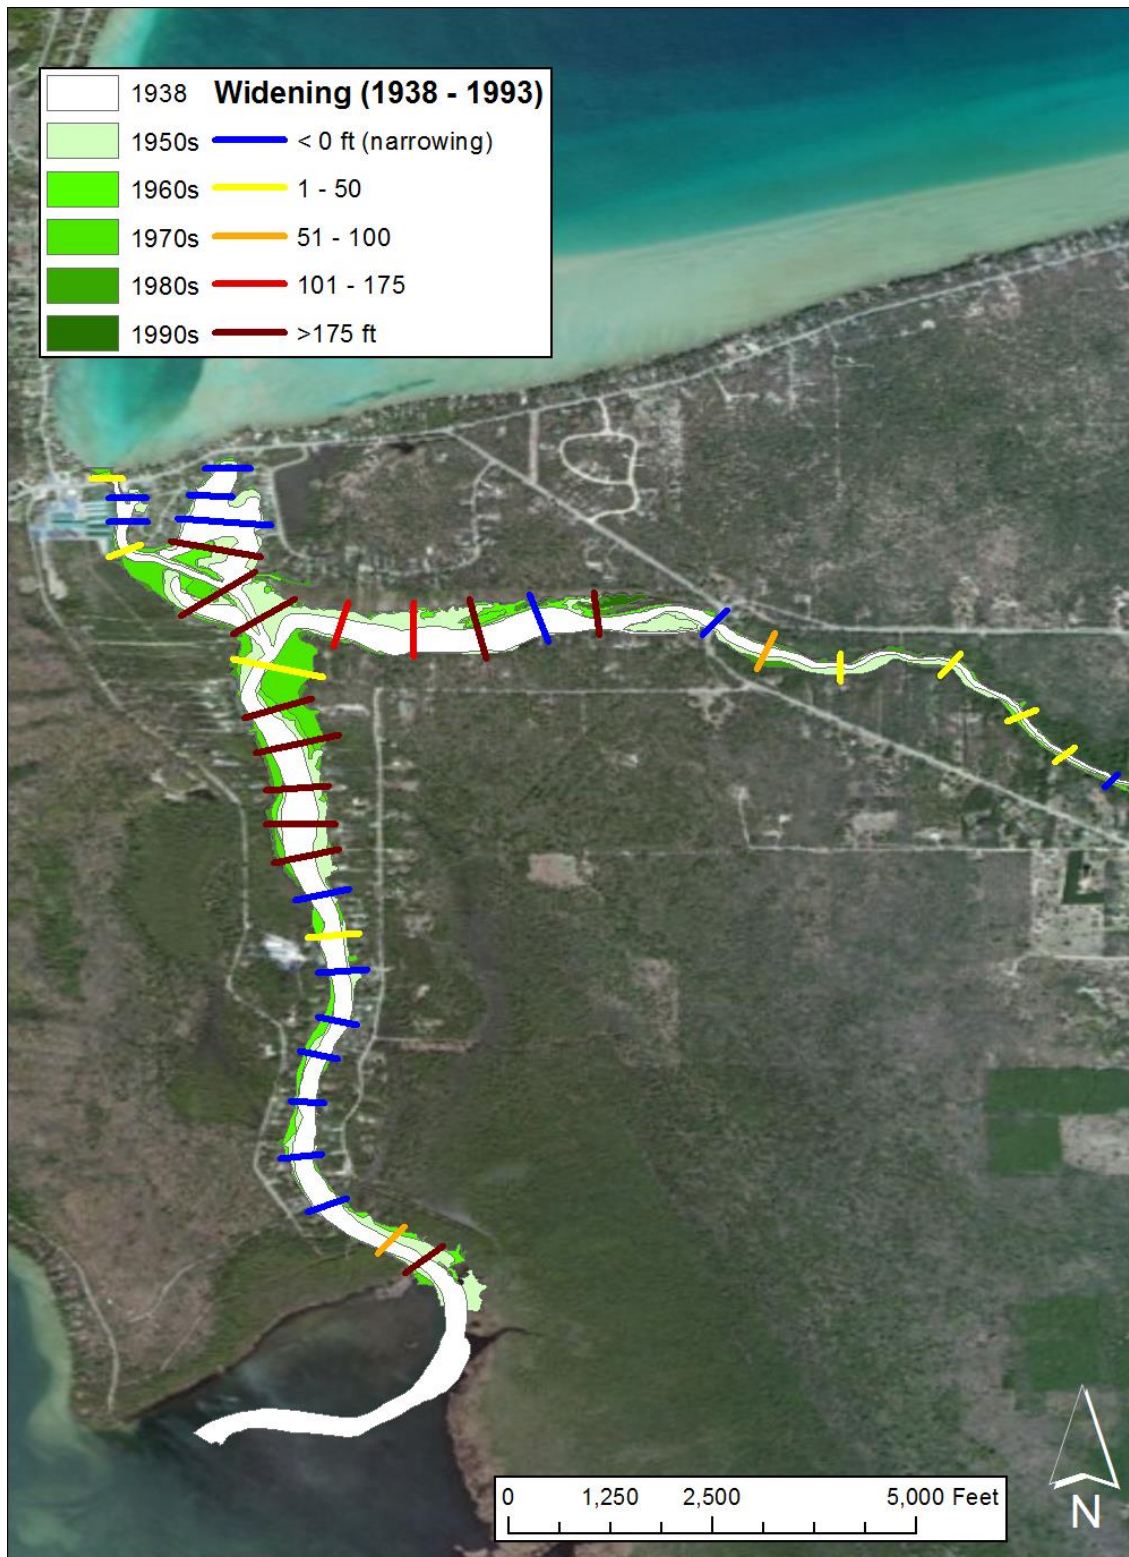 1938 Widening (1938 - 1993)
1950s < 0 ft (narrowing)
1960s 1 - 50
1970s 51 - 100
1980s 101 - 175
1990s >175 ft
0 1,250 2,500 5,000 Feet
N